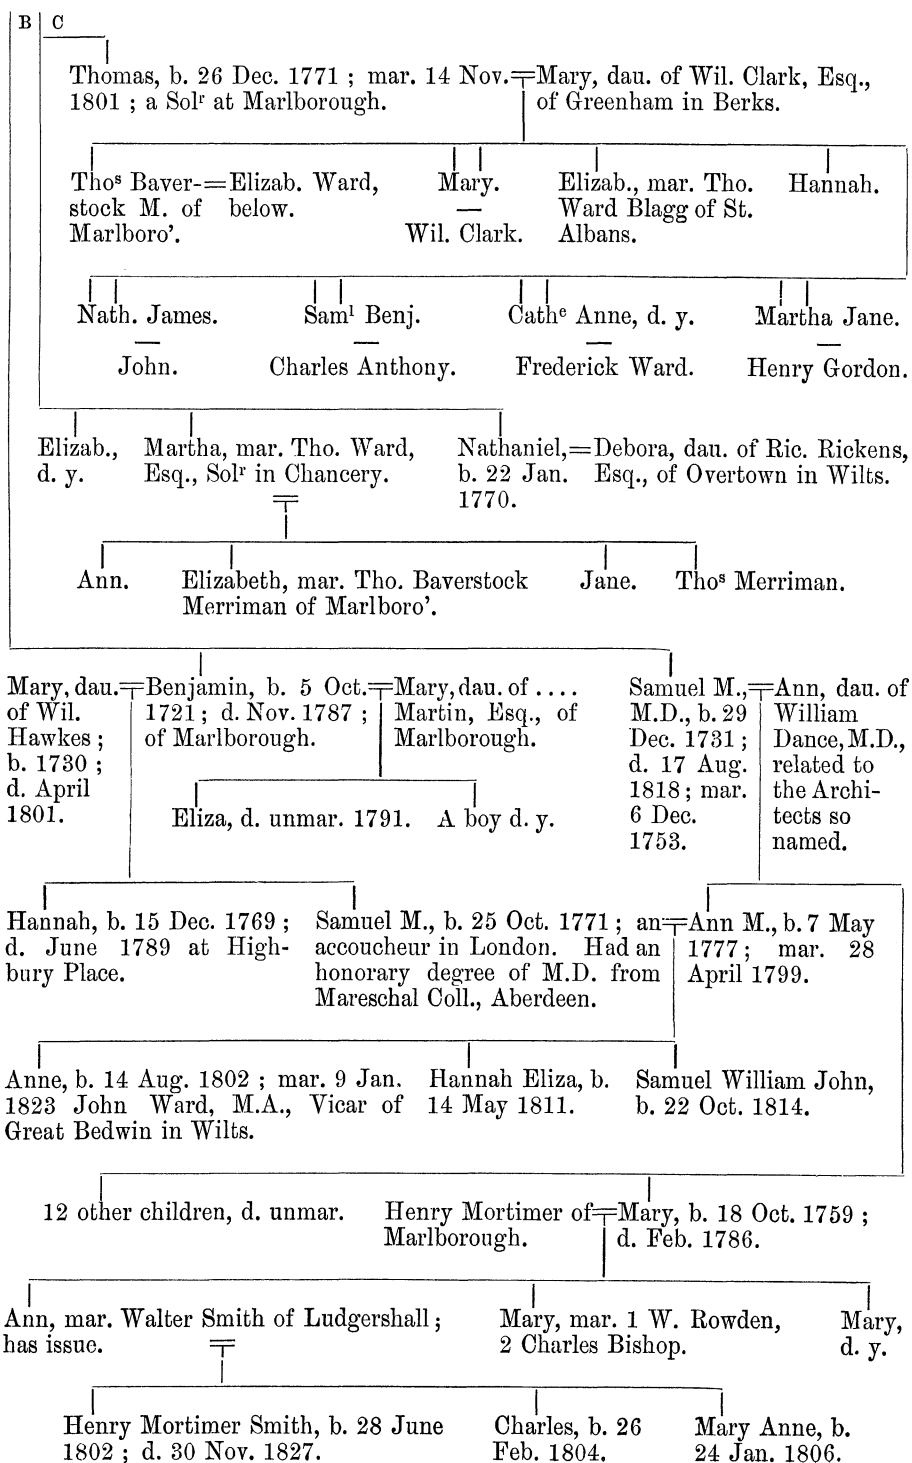 B C
Thomas, b. 26 Dec. 1771 ; mar. 14 Nov.=Mary, dau. of Wil. Clark, Esq.,
1801 ; a Solr at Marlborough. of Greenham in Berks.
Thos Baver-=Elizab. Ward, Mary. Elizab., mar. Tho. Hannah.
stock M. of below. — Ward Blagg of St.
Marlboro’. Wil. Clark. Albans.
Nath. James. Saml Benj. Cathe Anne, d. y. Martha Jane.
— — — —
John. Charles Anthony. Frederick Ward. Henry Gordon.
Elizab., Martha, mar. Tho. Ward, Nathaniel,=Debora, dau. of Ric. Rickens,
d. y. Esq., Solr in Chancery. b. 22 Jan. Esq., of Overtown in Wilts.
1770.
Ann. Elizabeth, mar. Tho. Baverstock Jane. Thos Merriman.
Merriman of Marlboro’.
Mary, dau.=Benjamin, b. 5 Oct.=Mary, dau. of .... Samuel M.,=Ann, dau. of
of Wil. 1721 ; d. Nov. 1787 ; Martin, Esq., of M.D., b. 29 William
Hawkes ; of Marlborough. Marlborough. Dec. 1731 ; Dance, M.D.,
b. 1730 ; d. 17 Aug. related to
d. April 1818 ; mar. the Archi-
1801. Eliza, d. unmar. 1791. A boy d. y. 6 Dec. tects so
1753. named.
Hannah, b. 15 Dec. 1769 ; Samuel M., b. 25 Oct. 1771 ; an=Ann M., b. 7 May
d. June 1789 at High- accoucheur in London. Had an 1777 ; mar. 28
bury Place. honorary degree of M.D. from April 1799.
Mareschal Coll., Aberdeen.
Anne, b. 14 Aug. 1802 ; mar. 9 Jan. Hannah Eliza, b. Samuel William John,
1823 John Ward, M.A., Vicar of 14 May 1811. b. 22 Oct. 1814.
Great Bedwin in Wilts.
12 other children, d. unmar. Henry Mortimer of=Mary, b. 18 Oct. 1759 ;
Marlborough. d. Feb. 1786.
Ann, mar. Walter Smith of Ludgershall ; Mary, mar. 1 W. Rowden, Mary,
has issue. 2 Charles Bishop. d. y.
Henry Mortimer Smith, b. 28 June Charles, b. 26 Mary Anne, b.
1802 ; d. 30 Nov. 1827. Feb. 1804. 24 Jan. 1806.